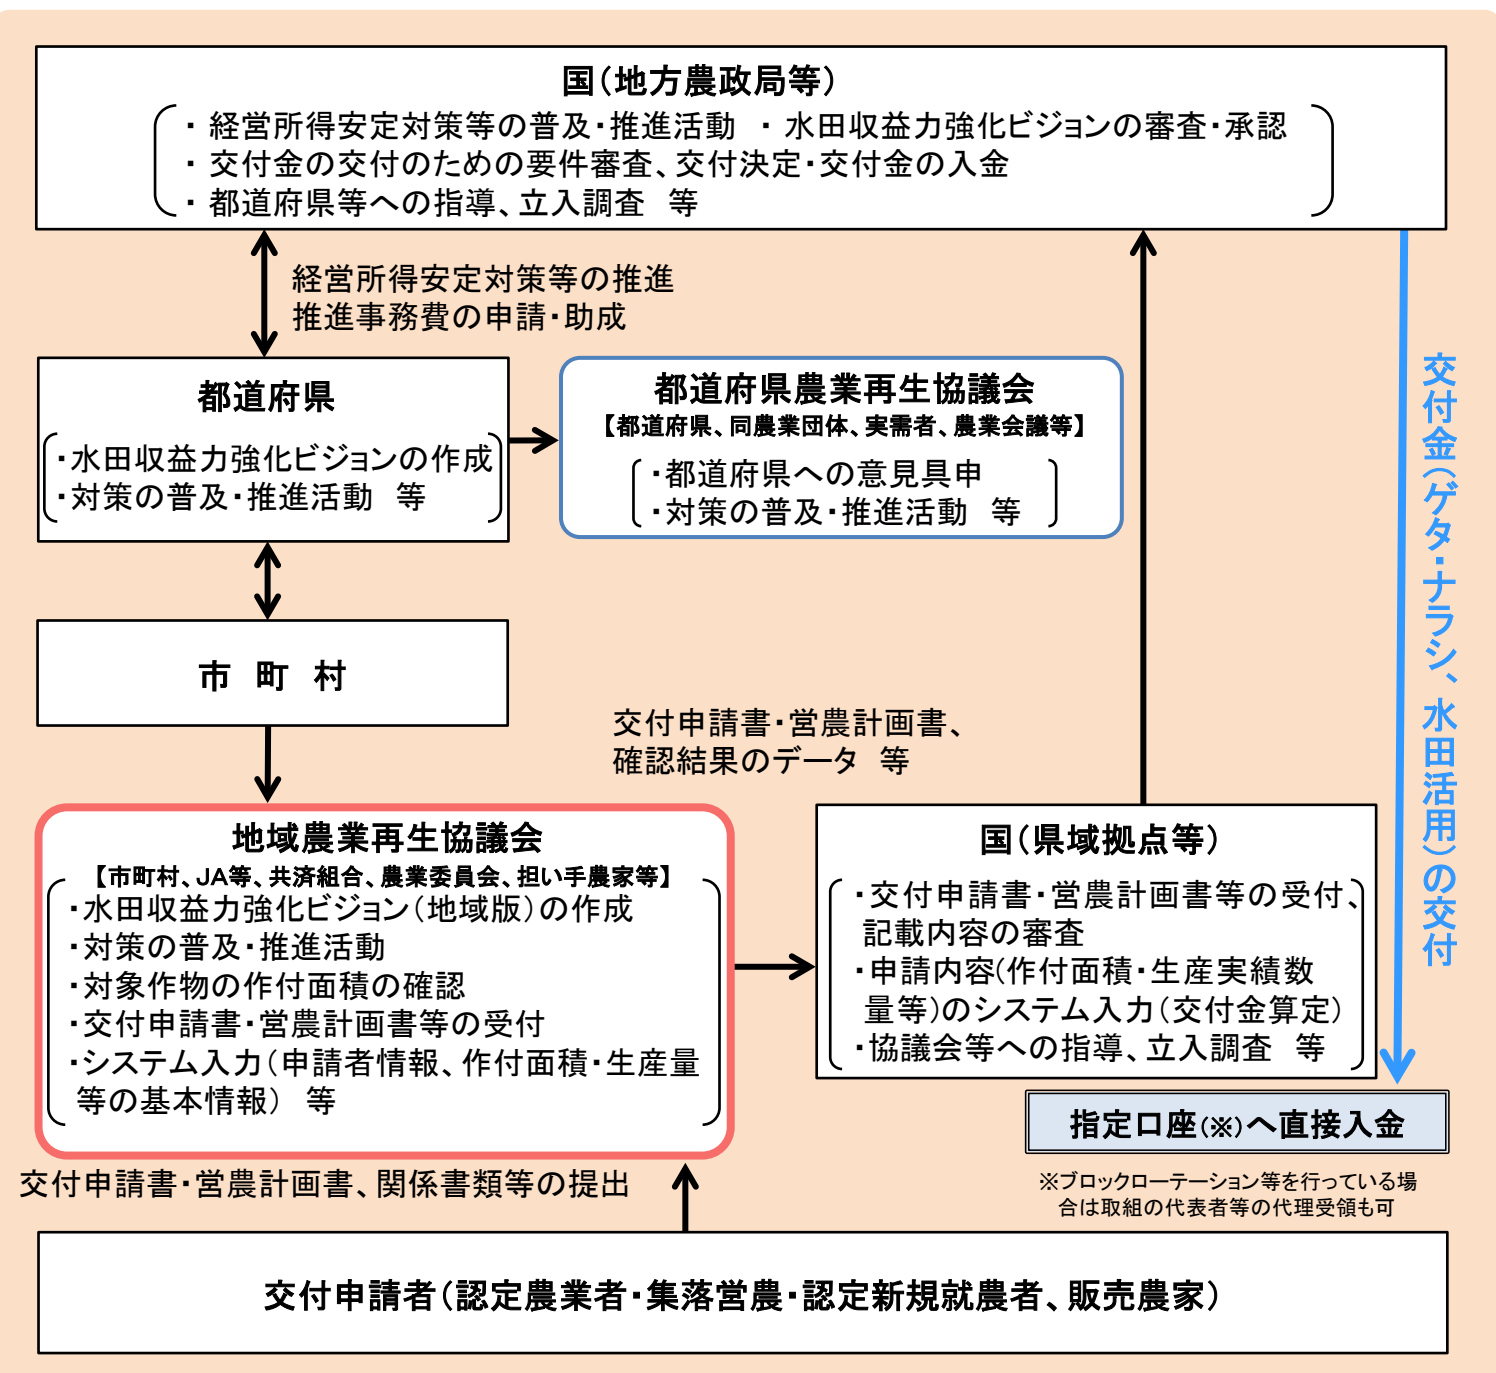 国（地方農政局等）
・ 経営所得安定対策等の普及・推進活動　・ 水田収益力強化ビジョンの審査・承認
・ 交付金の交付のための要件審査、交付決定・交付金の入金
・ 都道府県等への指導、立入調査　等
経営所得安定対策等の推進
推進事務費の申請・助成
都道府県
・水田収益力強化ビジョンの作成
・対策の普及・推進活動　等
都道府県農業再生協議会
【都道府県、同農業団体、実需者、農業会議等】
・都道府県への意見具申
・対策の普及・推進活動　等
交付金（ゲタ・ナラシ、水田活用）の交付
市　町　村
交付申請書・営農計画書、
確認結果のデータ　等
地域農業再生協議会
【市町村、JA等、共済組合、農業委員会、担い手農家等】
・水田収益力強化ビジョン（地域版）の作成
・対策の普及・推進活動
・対象作物の作付面積の確認
・交付申請書・営農計画書等の受付
・システム入力（申請者情報、作付面積・生産量
等の基本情報）　等
国（県域拠点等）
・交付申請書・営農計画書等の受付、
記載内容の審査
・申請内容(作付面積・生産実績数
量等)のシステム入力（交付金算定）
・協議会等への指導、立入調査　等
指定口座（※）へ直接入金
※ブロックローテーション等を行っている場
合は取組の代表者等の代理受領も可
交付申請書・営農計画書、関係書類等の提出
交付申請者（認定農業者・集落営農・認定新規就農者、販売農家）